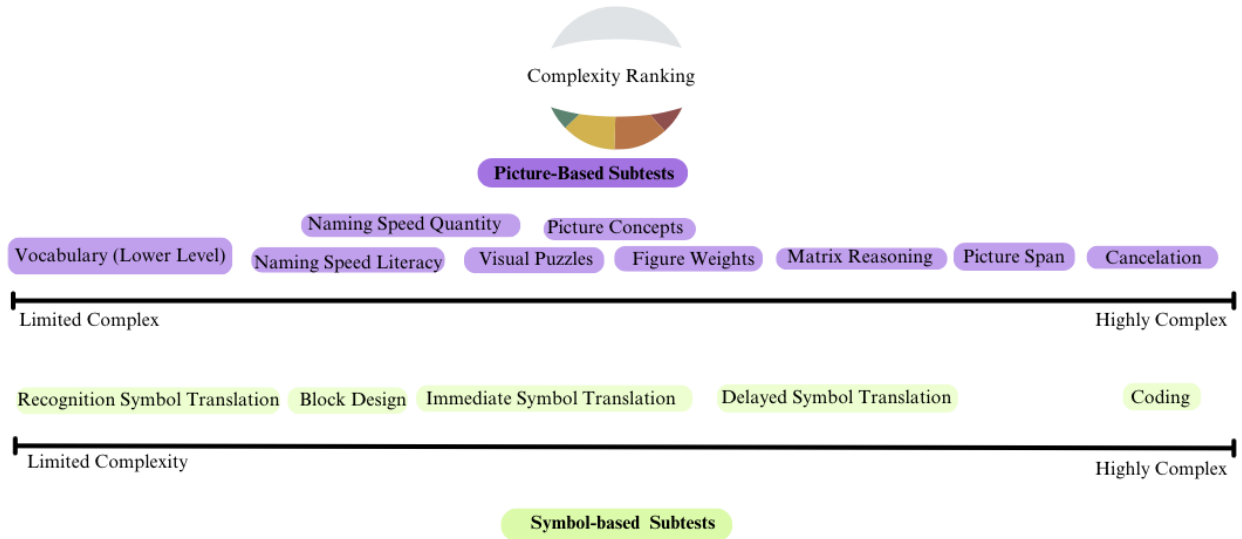 Complexity Ranking
Picture-Based Subtests
Naming Speed Quantity
Picture Concepts
Vocabulary (Lower Level)
Naming Speed Literacy
Visual Puzzles
Figure Weights
Matrix Reasoning
Picture Span
Cancelation
Limited Complex
Highly Complex
Recognition Symbol Translation
Block Design
Immediate Symbol Translation
Delayed Symbol Translation
Coding
Limited Complexity
Highly Complex
Symbol-based Subtests